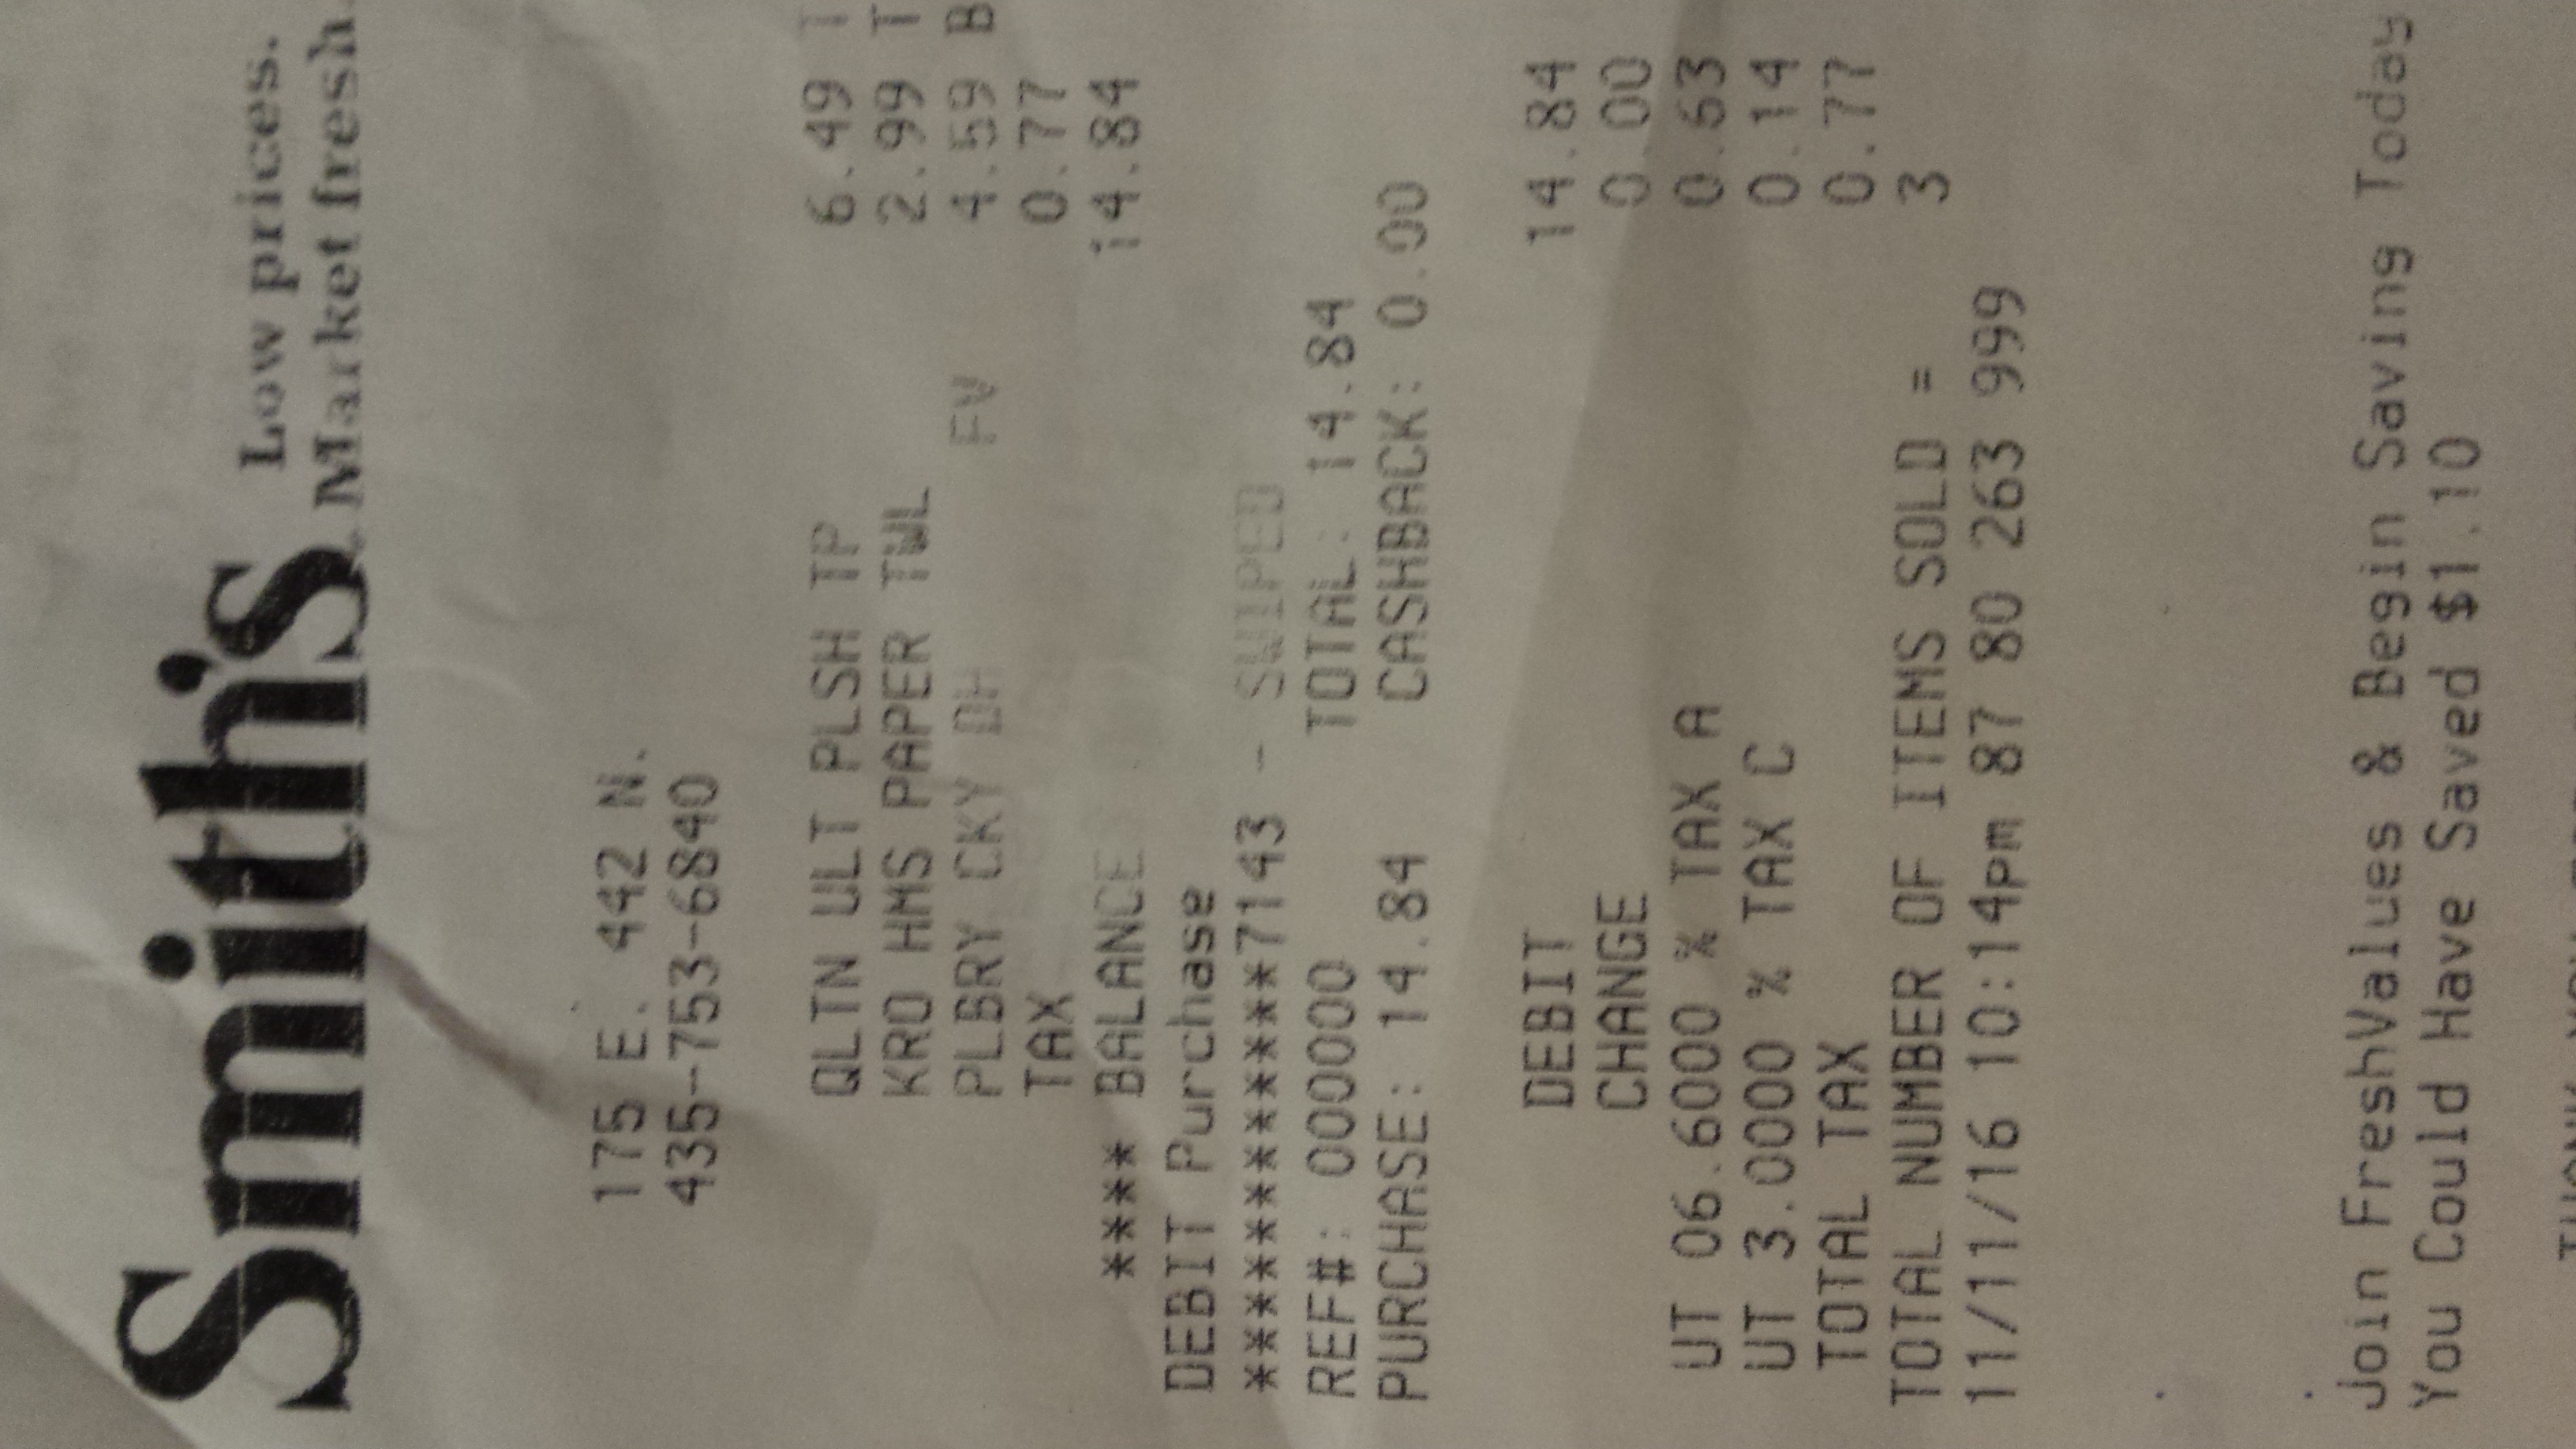 Smith's Low prices.
Market fresh.
175 E. 442 N.
435-753-6840
QLTN ULT PLSH TP 6.49 T
KRO HMS PAPER TWL 2.99 T
PLBRY CKY DH FV 4.59 B
TAX 0.77
**** BALANCE 14.84
DEBIT Purchase
************7143 - SWIPED
REF#: 000000 TOTAL: 14.84
PURCHASE: 14.84 CASHBACK: 0.00
DEBIT 14.84
CHANGE 0.00
UT 06.6000 % TAX A 0.63
UT 3.0000 % TAX C 0.14
TOTAL TAX 0.77
TOTAL NUMBER OF ITEMS SOLD = 3
11/11/16 10:14pm 87 80 263 999
.
.
Join FreshValues & Begin Saving Today
You Could Have Saved $1.10
THANK YOU FOR